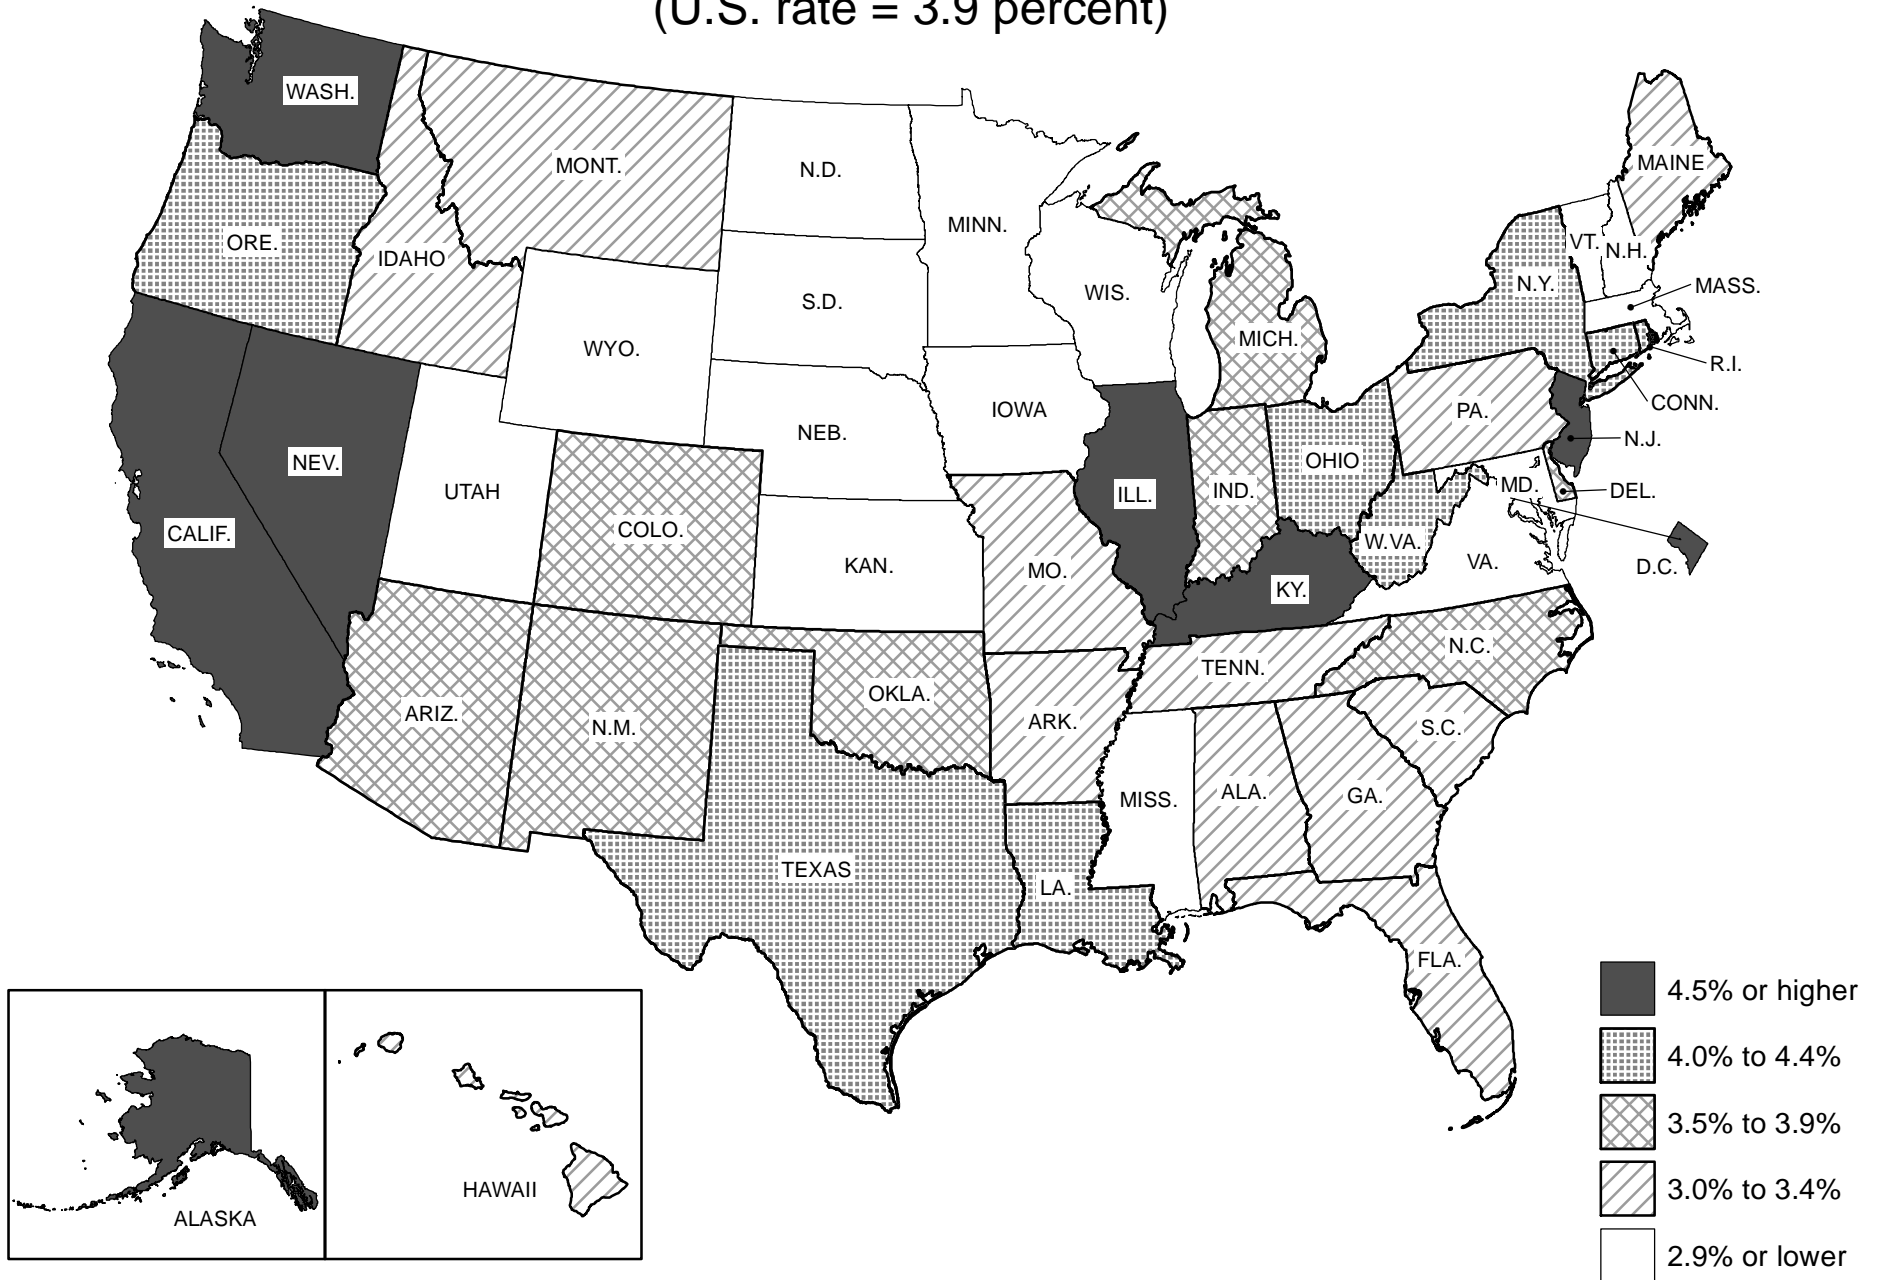 (U.S. rate = 3.9 percent)
WASH.
MONT.
N.D.
MAINE
MINN.
ORE.
IDAHO
VT.
N.H.
WIS.
N.Y.
MASS.
S.D.
MICH.
WYO.
R.I.
CONN.
IOWA
PA.
NEB.
N.J.
NEV.
OHIO
UTAH
ILL.
IND.
MD.
DEL.
CALIF.
COLO.
W.VA.
KAN.
MO.
VA.
D.C.
KY.
N.C.
TENN.
OKLA.
ARIZ.
N.M.
ARK.
S.C.
MISS.
ALA.
GA.
TEXAS
LA.
FLA.
4.5% or higher
4.0% to 4.4%
3.5% to 3.9%
HAWAII
3.0% to 3.4%
ALASKA
2.9% or lower